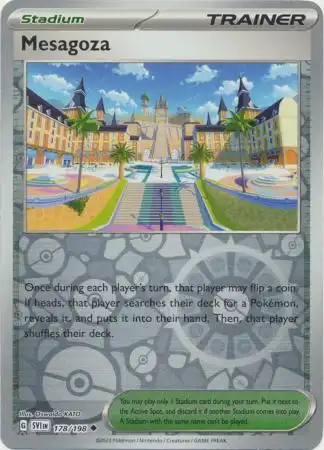 Stadium
TRAINER
Mesagoza
Once during each player's turn, that player may flip a coin.
If heads, that player searches their deck for a Pokémon,
reveals it, and puts it into their hand. Then, that player
shuffles their deck.
Illus. Oswaldo KATO
You may play only 1 Stadium card during your turn. Put it next to
the Active Spot, and discard it if another Stadium comes into play.
A Stadium with the same name can't be played.
G SVI EN 178/198 ◆
©2023 Pokémon / Nintendo / Creatures / GAME FREAK